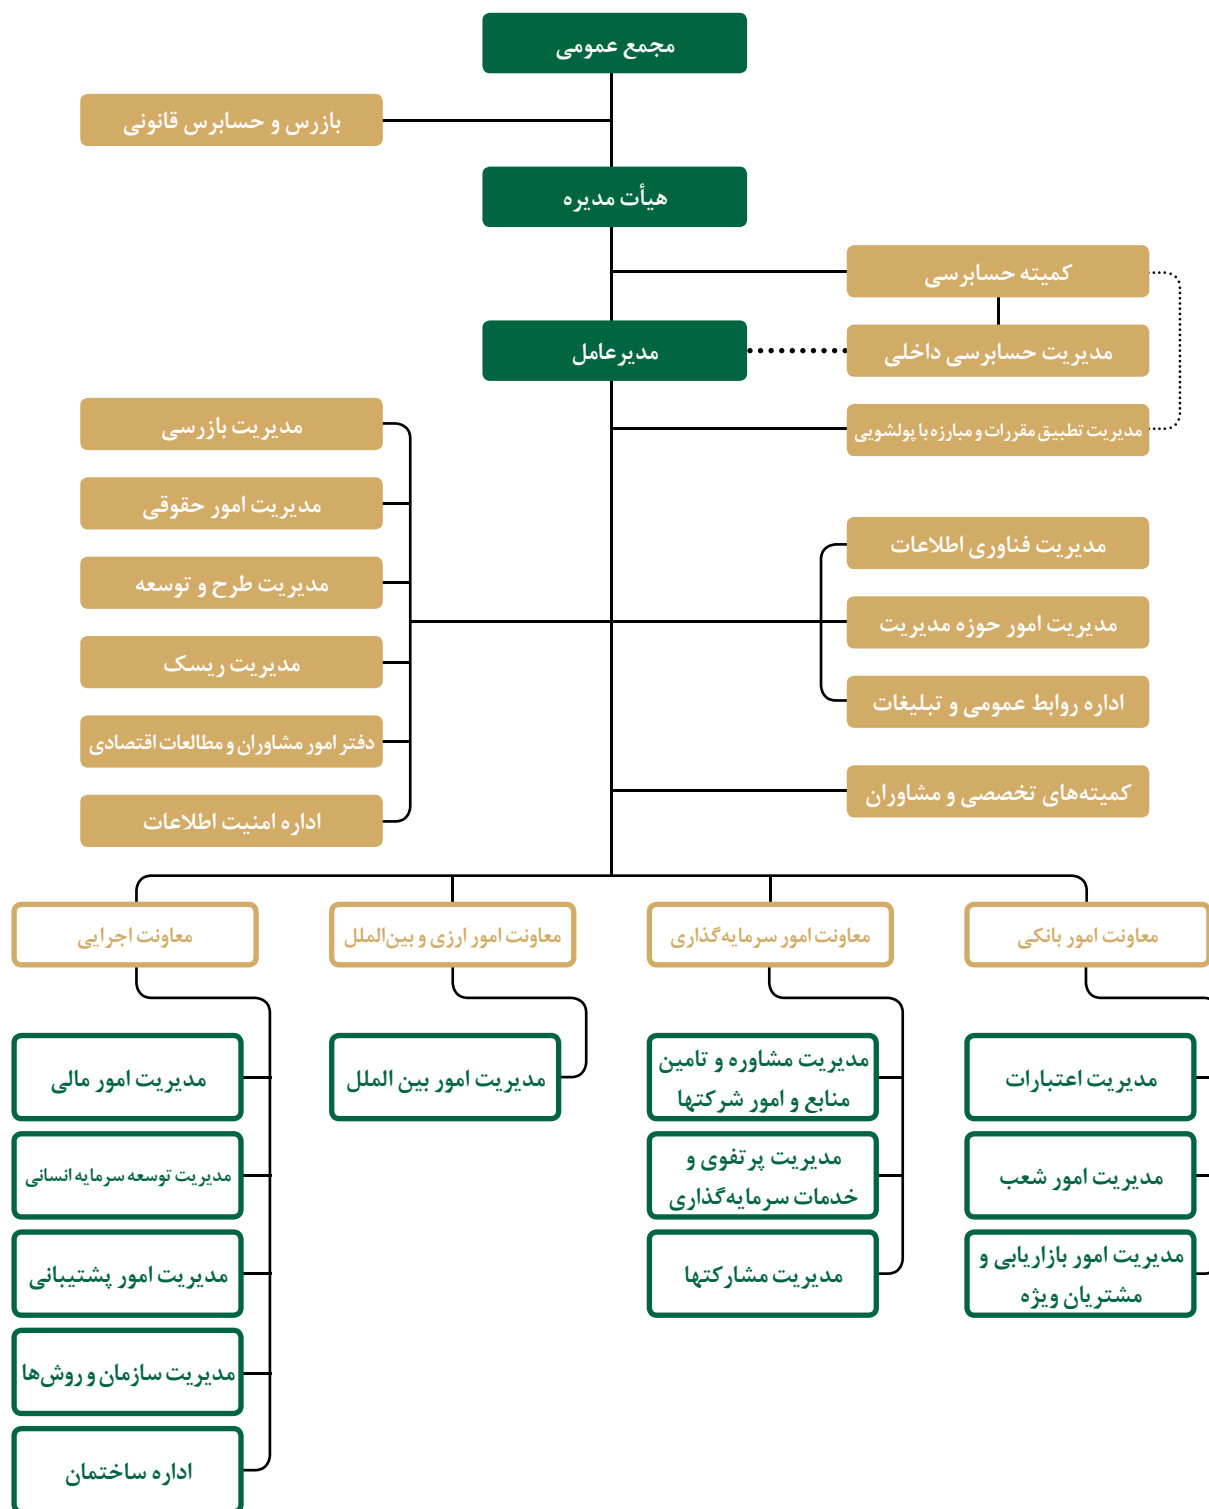 مجمع عمومی
بازرس و حسابرس قانونی
هیأت مدیره
کمیته حسابرسی
مدیرعامل
مدیریت حسابرسی داخلی
مدیریت تطبیق مقررات و مبارزه با پولشویی
مدیریت فناوری اطلاعات
مدیریت امور حوزه مدیریت
اداره روابط عمومی و تبلیغات
کمیته‌های تخصصی و مشاوران
مدیریت بازرسی
مدیریت امور حقوقی
مدیریت طرح و توسعه
مدیریت ریسک
دفتر امور مشاوران و مطالعات اقتصادی
اداره امنیت اطلاعات
معاونت امور بانکی
معاونت امور سرمایه‌گذاری
معاونت امور ارزی و بین‌الملل
معاونت اجرایی
مدیریت اعتبارات
مدیریت امور شعب
مدیریت امور بازاریابی و
مشتریان ویژه
مدیریت مشاوره و تامین
منابع و امور شرکتها
مدیریت پرتفوی و
خدمات سرمایه‌گذاری
مدیریت مشارکتها
مدیریت امور بین الملل
مدیریت امور مالی
مدیریت توسعه سرمایه انسانی
مدیریت امور پشتیبانی
مدیریت سازمان و روش‌ها
اداره ساختمان